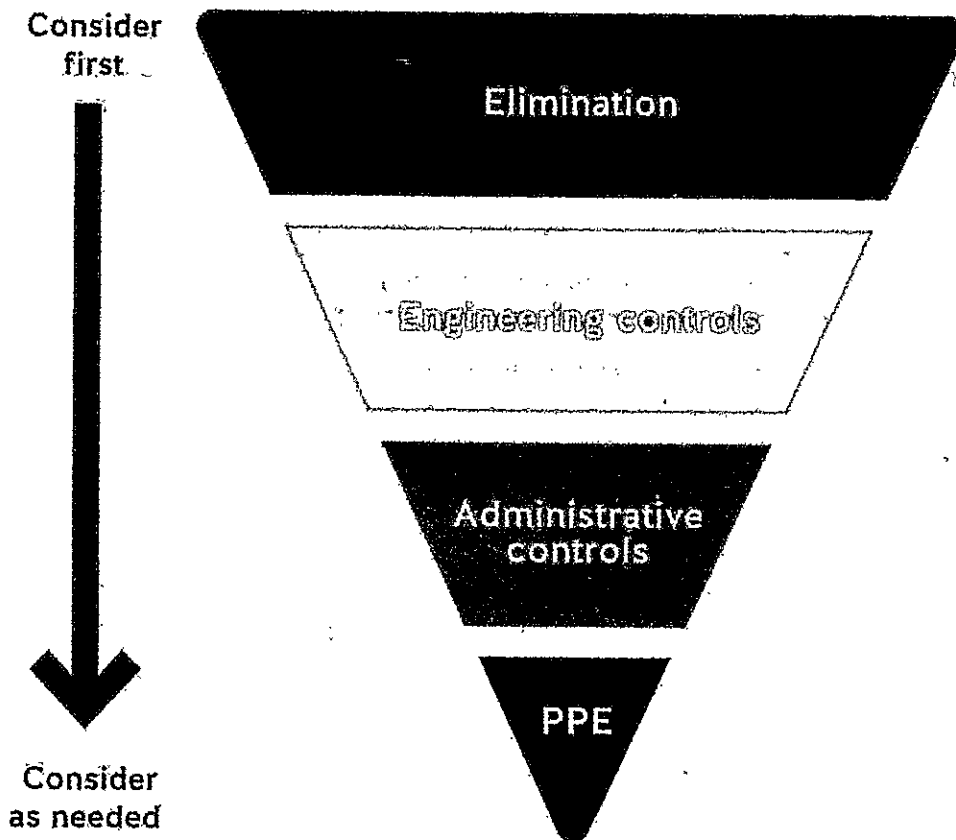 Consider
first
Elimination
Engineering controls
Administrative
controls
PPE
Consider
as needed